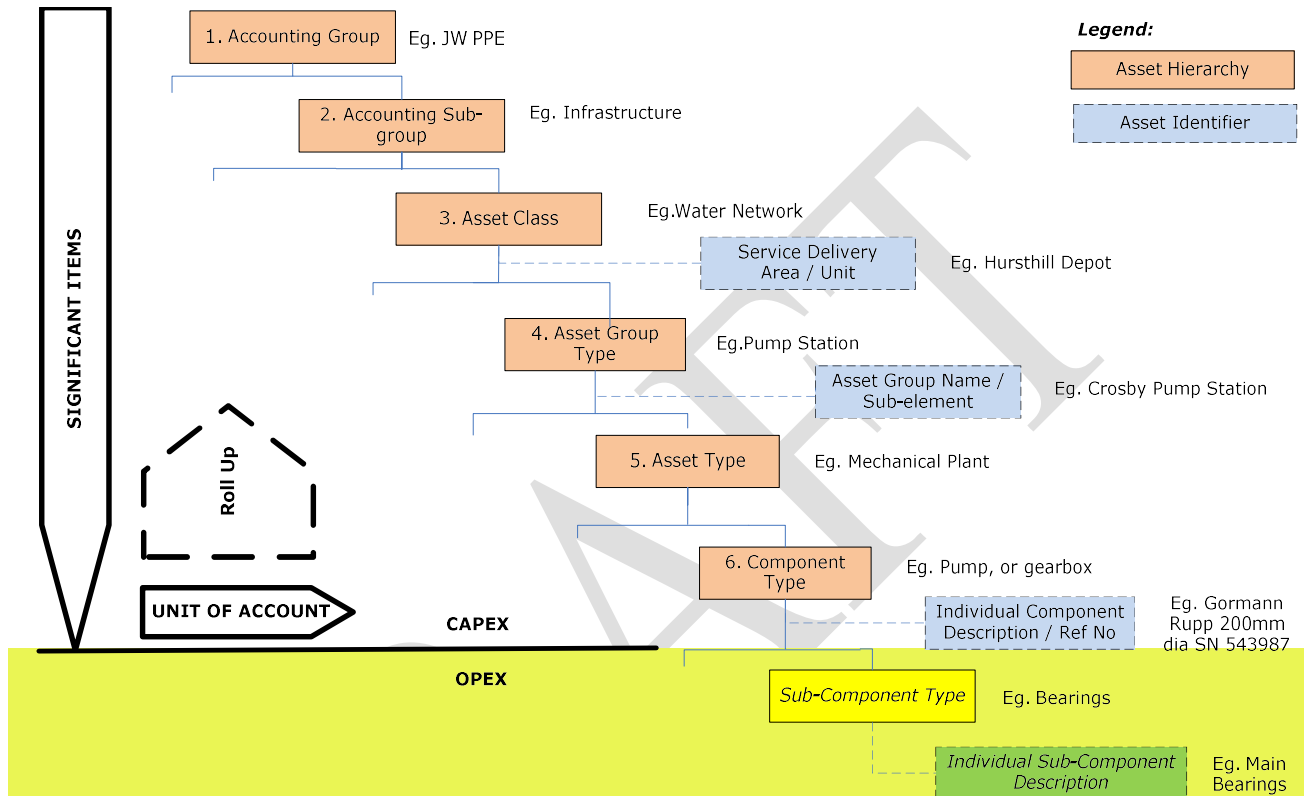 1. Accounting Group
Eg. JW PPE
Legend:
Asset Hierarchy
Asset Identifier
2. Accounting Sub-
group
Eg. Infrastructure
3. Asset Class
Eg.Water Network
Service Delivery
Area / Unit
Eg. Hursthill Depot
4. Asset Group
Type
Eg.Pump Station
Asset Group Name /
Sub-element
Eg. Crosby Pump Station
5. Asset Type
Eg. Mechanical Plant
6. Component
Type
Eg. Pump, or gearbox
Individual Component
Description / Ref No
Eg. Gormann
Rupp 200mm
dia SN 543987
SIGNIFICANT ITEMS
Roll Up
UNIT OF ACCOUNT
CAPEX
OPEX
Sub-Component Type
Eg. Bearings
Individual Sub-Component
Description
Eg. Main
Bearings
DRAFT